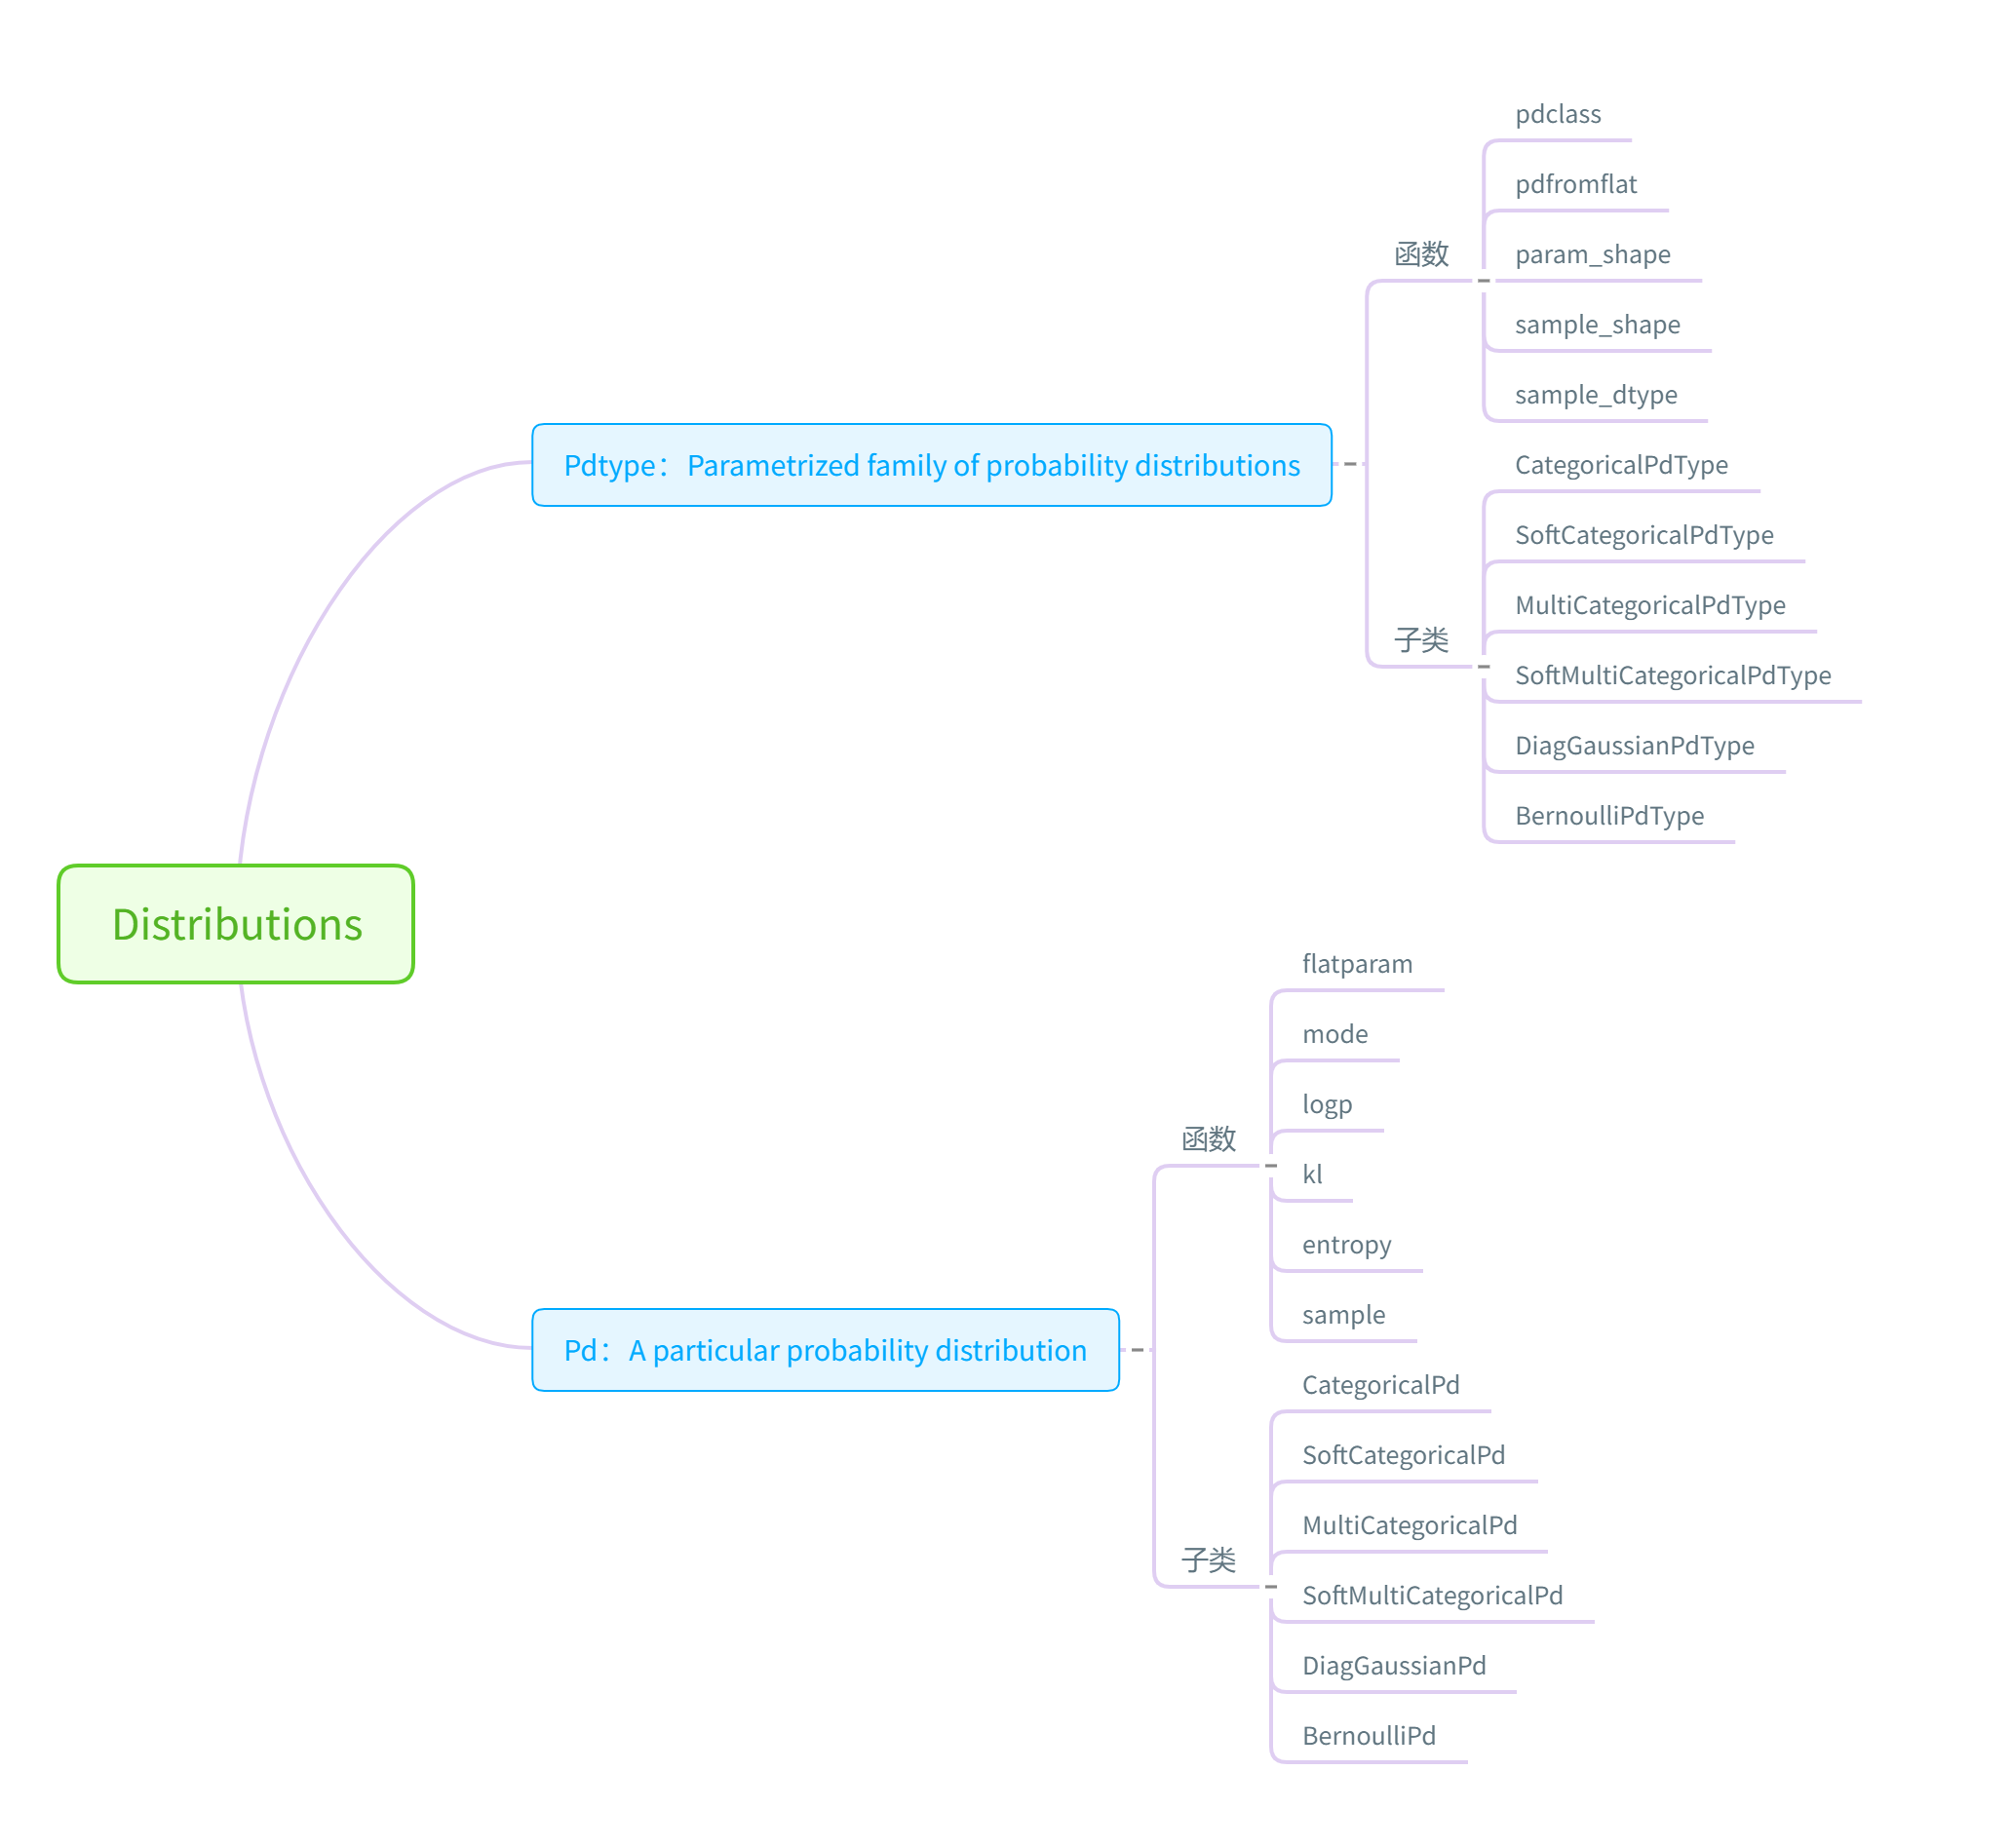 Distributions
Pdtype： Parametrized family of probability distributions
函数
pdclass
pdfromflat
param_shape
sample_shape
sample_dtype
子类
CategoricalPdType
SoftCategoricalPdType
MultiCategoricalPdType
SoftMultiCategoricalPdType
DiagGaussianPdType
BernoulliPdType
Pd： A particular probability distribution
函数
flatparam
mode
logp
kl
entropy
sample
子类
CategoricalPd
SoftCategoricalPd
MultiCategoricalPd
SoftMultiCategoricalPd
DiagGaussianPd
BernoulliPd